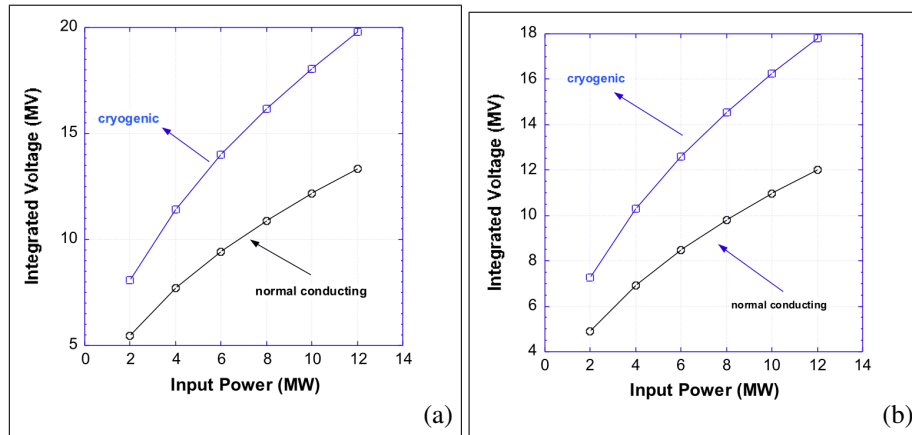 20
15
10
5
0 2 4 6 8 10 12 14
Integrated Voltage (MV)
Input Power (MW)
cryogenic
normal conducting
(a)
18
16
14
12
10
8
6
4
0 2 4 6 8 10 12 14
Integrated Voltage (MV)
Input Power (MW)
cryogenic
normal conducting
(b)